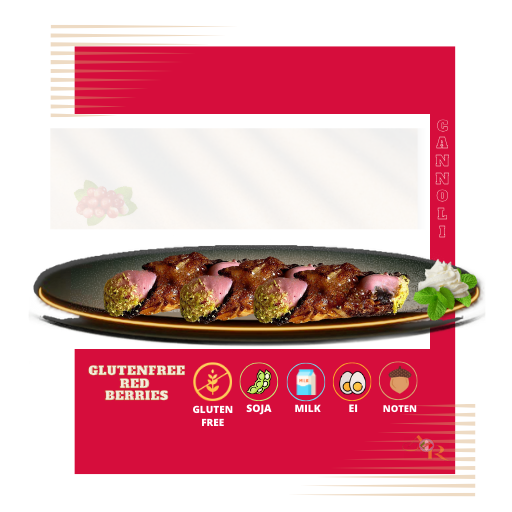 CANNOLI
GLUTENFREE
RED
BERRIES
GLUTEN
FREE
SOJA
MILK
EI
NOTEN